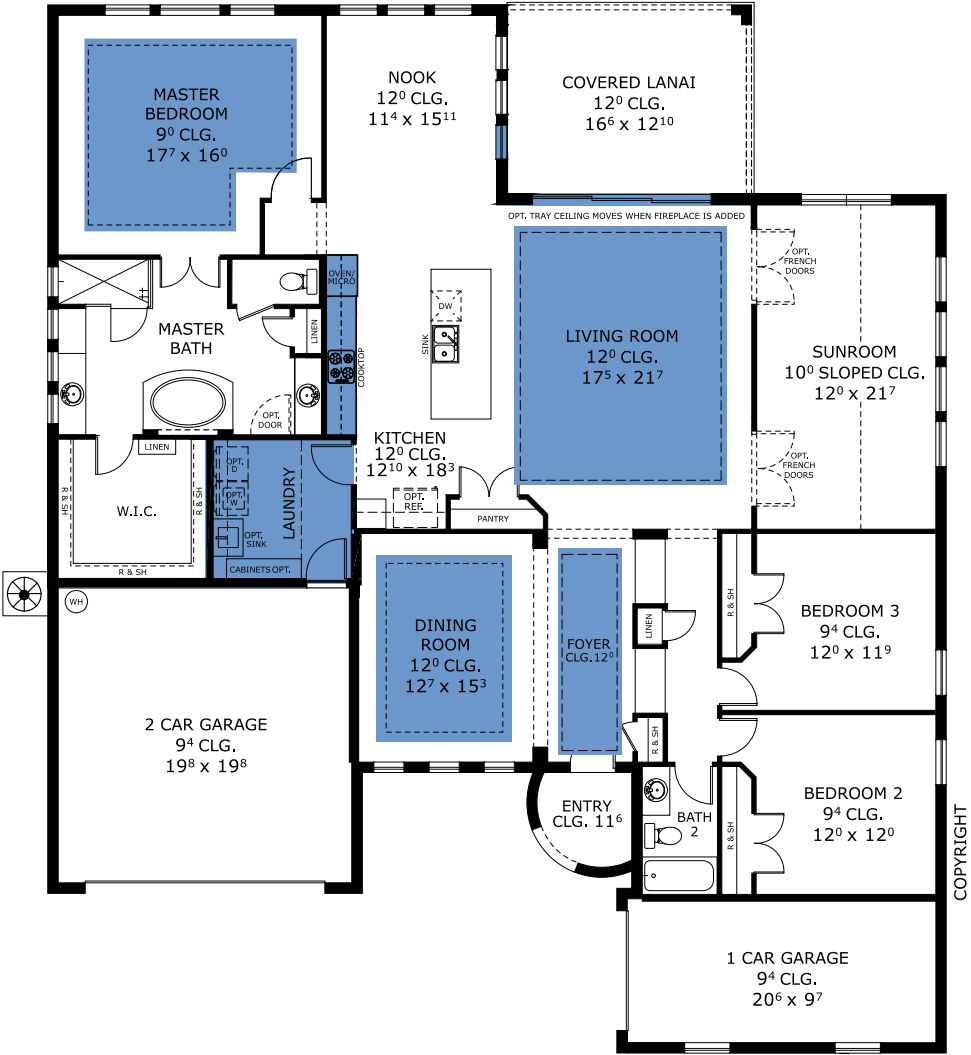 MASTER
BEDROOM
9⁰ CLG.
17⁷ x 16⁰
NOOK
12⁰ CLG.
11⁴ x 15¹¹
COVERED LANAI
12⁰ CLG.
16⁶ x 12¹⁰
OPT. TRAY CEILING MOVES WHEN FIREPLACE IS ADDED
OPT.
FRENCH
DOORS
OVEN/
MICRO
DW
SINK
COOKTOP
LINEN
MASTER
BATH
OPT.
DOOR
LIVING ROOM
12⁰ CLG.
17⁵ x 21⁷
SUNROOM
10⁰ SLOPED CLG.
12⁰ x 21⁷
OPT.
FRENCH
DOORS
KITCHEN
12⁰ CLG.
12¹⁰ x 18³
OPT.
REF.
PANTRY
LINEN
R & SH
W.I.C.
R & SH
R & SH
OPT.
D
OPT.
W
OPT.
SINK
LAUNDRY
CABINETS OPT.
WH
DINING
ROOM
12⁰ CLG.
12⁷ x 15³
FOYER
CLG.12⁰
LINEN
R & SH
BEDROOM 3
9⁴ CLG.
12⁰ x 11⁹
2 CAR GARAGE
9⁴ CLG.
19⁸ x 19⁸
R & SH
ENTRY
CLG. 11⁶
BATH
2
R & SH
BEDROOM 2
9⁴ CLG.
12⁰ x 12⁰
COPYRIGHT
1 CAR GARAGE
9⁴ CLG.
20⁶ x 9⁷